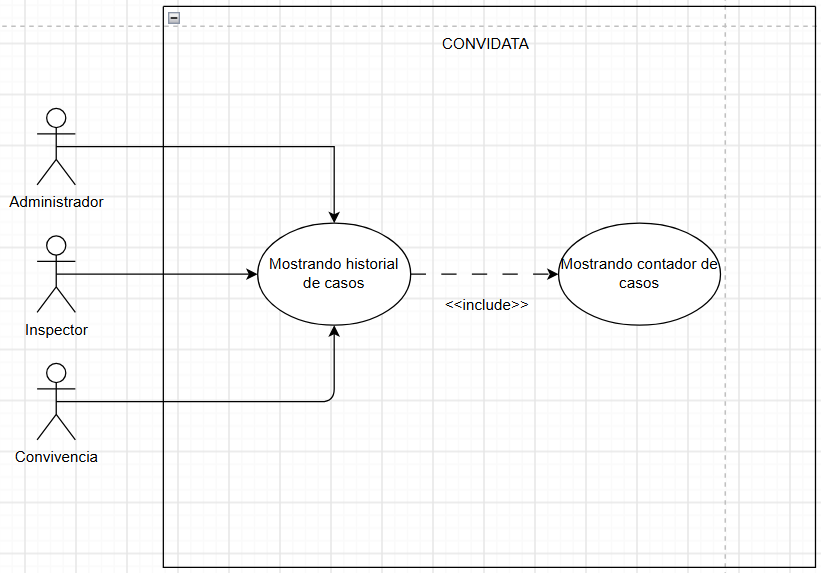 CONVIDATA
Administrador
Mostrando historial
de casos
Mostrando contador de
casos
<<include>>
Inspector
Convivencia